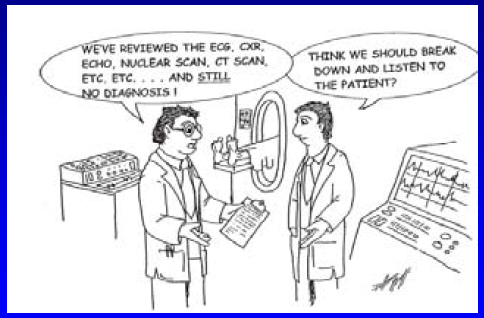 WE'VE REVIEWED THE ECG, CXR,
ECHO, NUCLEAR SCAN, CT SCAN,
ETC, ETC. . . . AND STILL
NO DIAGNOSIS !
THINK WE SHOULD BREAK
DOWN AND LISTEN TO
THE PATIENT?